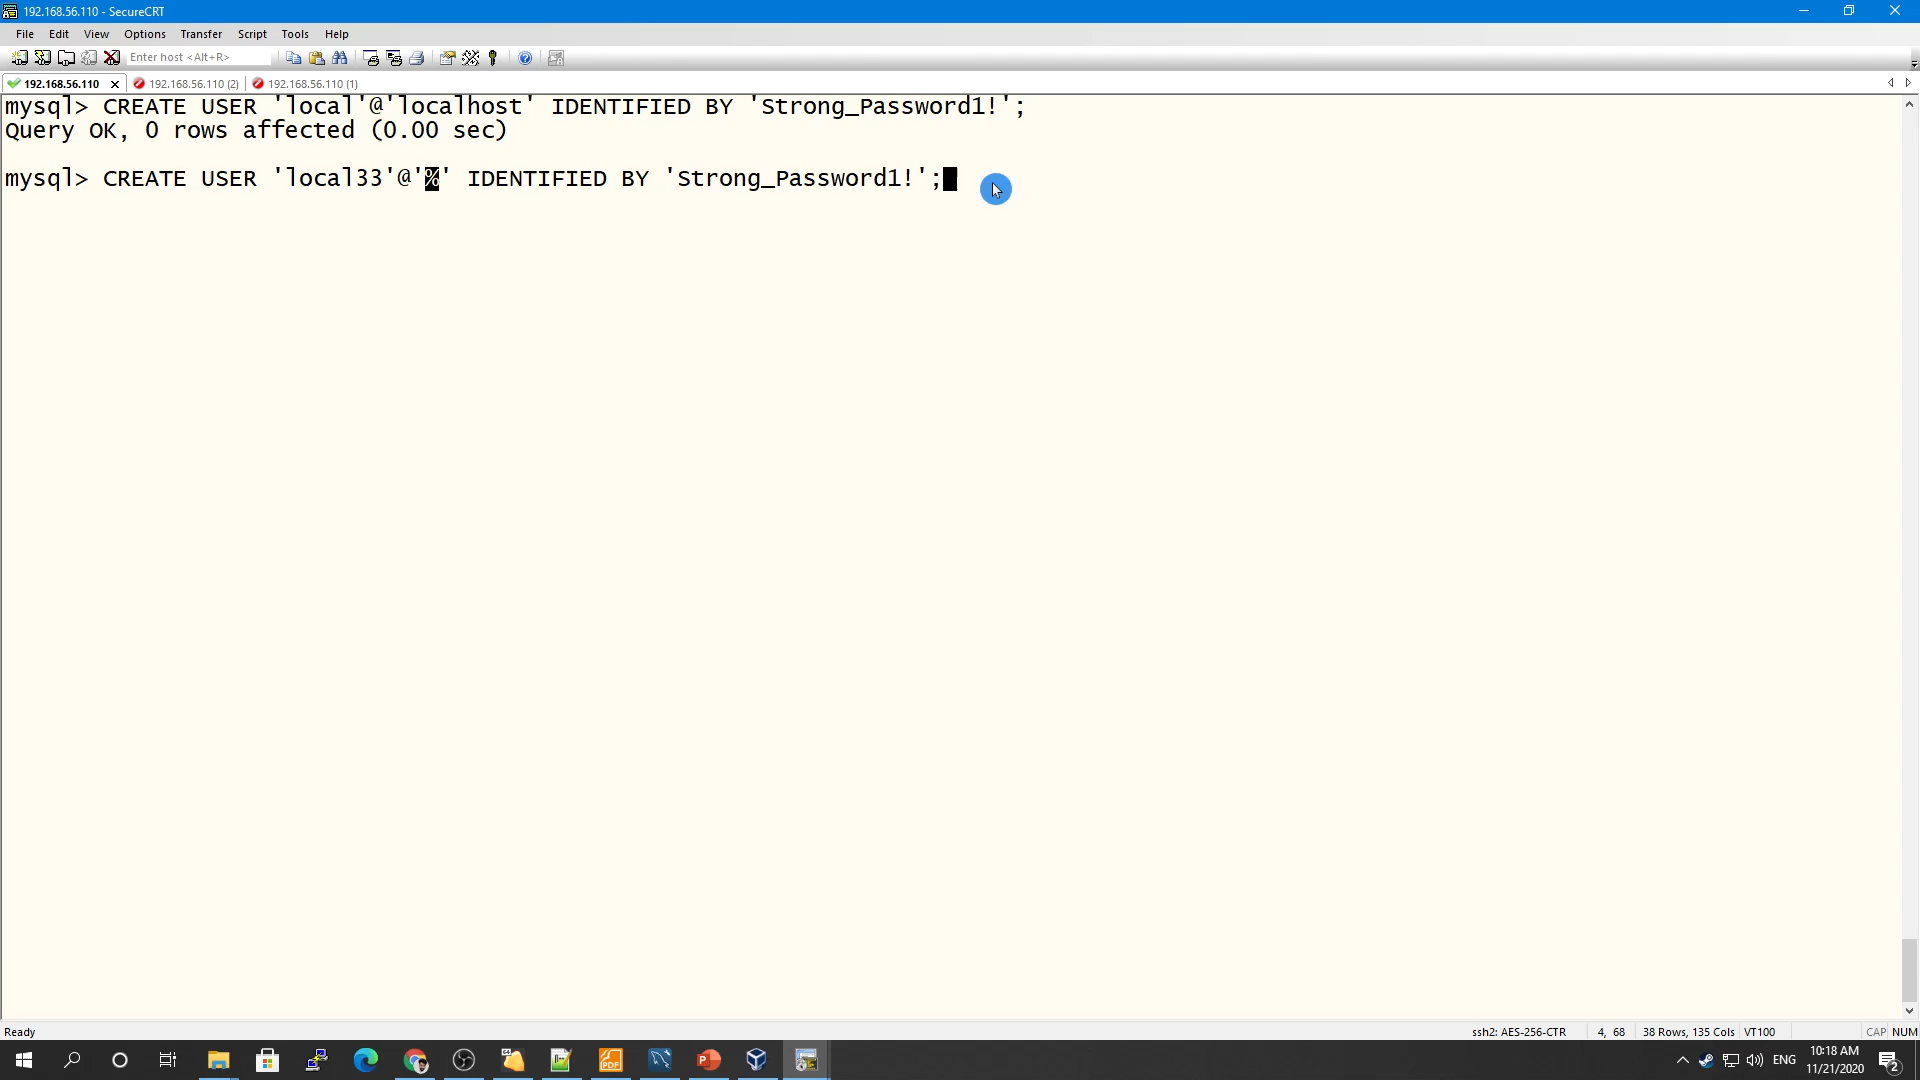 192.168.56.110 - SecureCRT
File Edit View Options Transfer Script Tools Help
Enter host <Alt+R>
192.168.56.110 192.168.56.110 (2) 192.168.56.110 (1)
mysql> CREATE USER 'local'@'localhost' IDENTIFIED BY 'Strong_Password1!';
Query OK, 0 rows affected (0.00 sec)
mysql> CREATE USER 'local33'@'%' IDENTIFIED BY 'Strong_Password1!';
Ready ssh2: AES-256-CTR 4, 68 38 Rows, 135 Cols VT100 CAP NUM
ENG 10:18 AM
11/21/2020
2